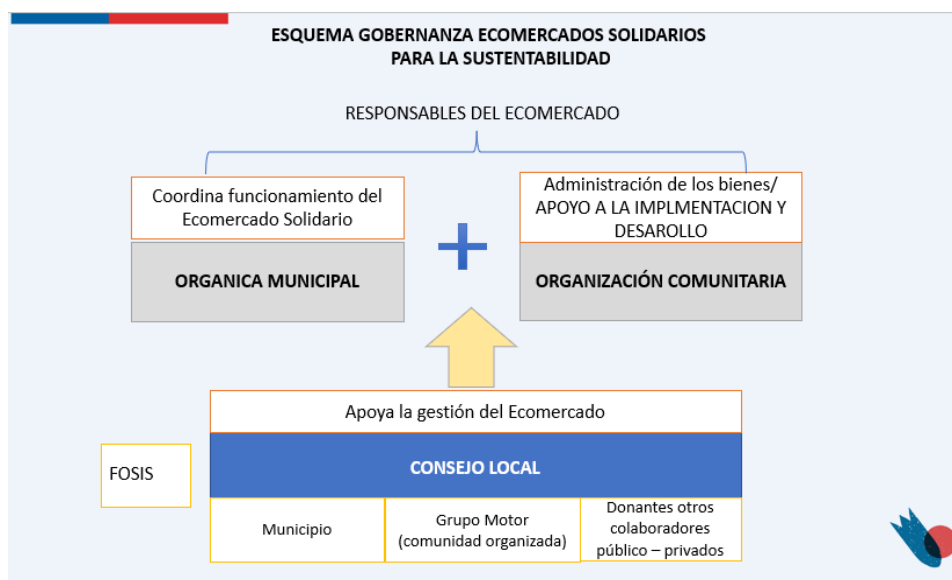 ESQUEMA GOBERNANZA ECOMERCADOS SOLIDARIOS
PARA LA SUSTENTABILIDAD
RESPONSABLES DEL ECOMERCADO
Coordina funcionamiento del
Ecomercado Solidario
ORGANICA MUNICIPAL
Administración de los bienes/
APOYO A LA IMPLMENTACION Y
DESAROLLO
ORGANIZACIÓN COMUNITARIA
Apoya la gestión del Ecomercado
FOSIS
CONSEJO LOCAL
Municipio
Grupo Motor
(comunidad organizada)
Donantes otros
colaboradores
público – privados